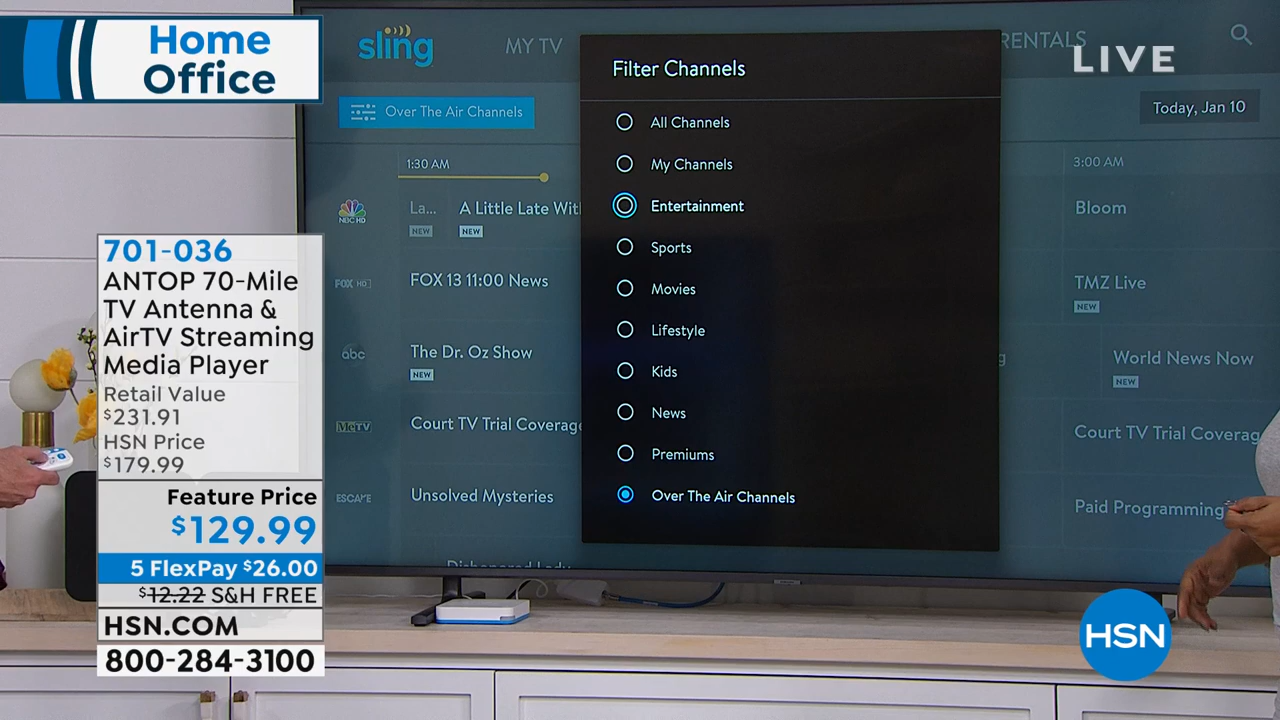 Home
Office
sling
MY TV
RENTALS
LIVE
Filter Channels
Over The Air Channels
Today, Jan 10
All Channels
My Channels
Entertainment
Sports
Movies
Lifestyle
Kids
News
Premiums
Over The Air Channels
1:30 AM
3:00 AM
NBC HD
La...
NEW
A Little Late Wit
NEW
Bloom
FOX HD
FOX 13 11:00 News
TMZ Live
NEW
abc
The Dr. Oz Show
NEW
g
World News Now
NEW
MeTV
Court TV Trial Coverage
Court TV Trial Coverag
ESCAPE
Unsolved Mysteries
Paid Programming
701-036
ANTOP 70-Mile
TV Antenna &
AirTV Streaming
Media Player
Retail Value
$231.91
HSN Price
$179.99
Feature Price
$129.99
5 FlexPay $26.00
$12.22 S&H FREE
HSN.COM
800-284-3100
HSN